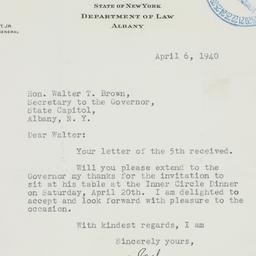 STATE OF NEW YORK
DEPARTMENT OF LAW
ALBANY
T, JR.
GENERAL
April 6, 1940
Hon. Walter T. Brown,
Secretary to the Governor,
State Capitol,
Albany, N. Y.
Dear Walter:
Your letter of the 5th received.
Will you please extend to the
Governor my thanks for the invitation to
sit at his table at the Inner Circle Dinner
on Saturday, April 20th. I am delighted to
accept and look forward with pleasure to the
occasion.
With kindest regards, I am
Sincerely yours,